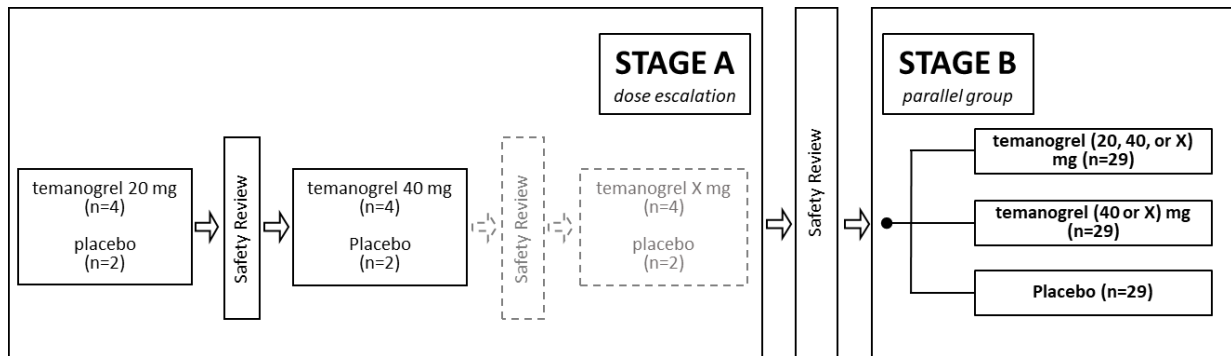 STAGE A
dose escalation
temanogrel 20 mg
(n=4)
placebo
(n=2)
Safety Review
temanogrel 40 mg
(n=4)
Placebo
(n=2)
Safety Review
temanogrel X mg
(n=4)
placebo
(n=2)
Safety Review
STAGE B
parallel group
temanogrel (20, 40, or X)
mg (n=29)
temanogrel (40 or X) mg
(n=29)
Placebo (n=29)